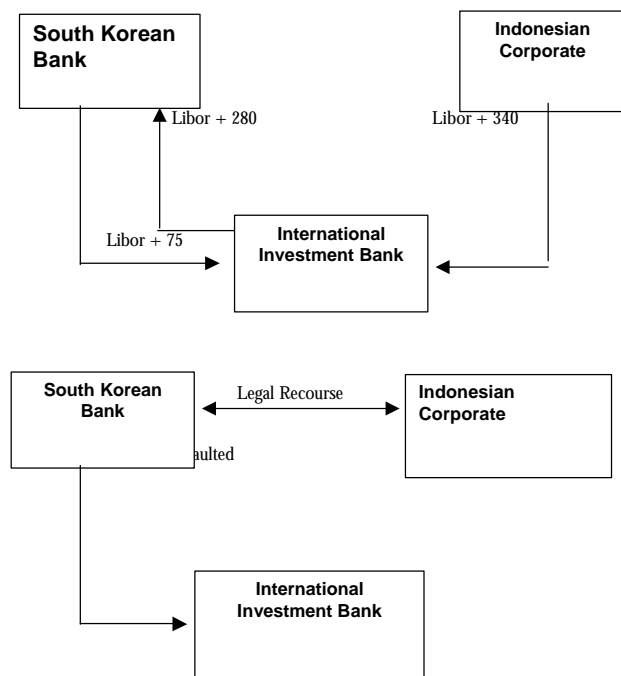 South Korean
Bank
Indonesian
Corporate
Libor + 280
Libor + 340
Libor + 75
International
Investment Bank
South Korean
Bank
Legal Recourse
Indonesian
Corporate
aulted
International
Investment Bank